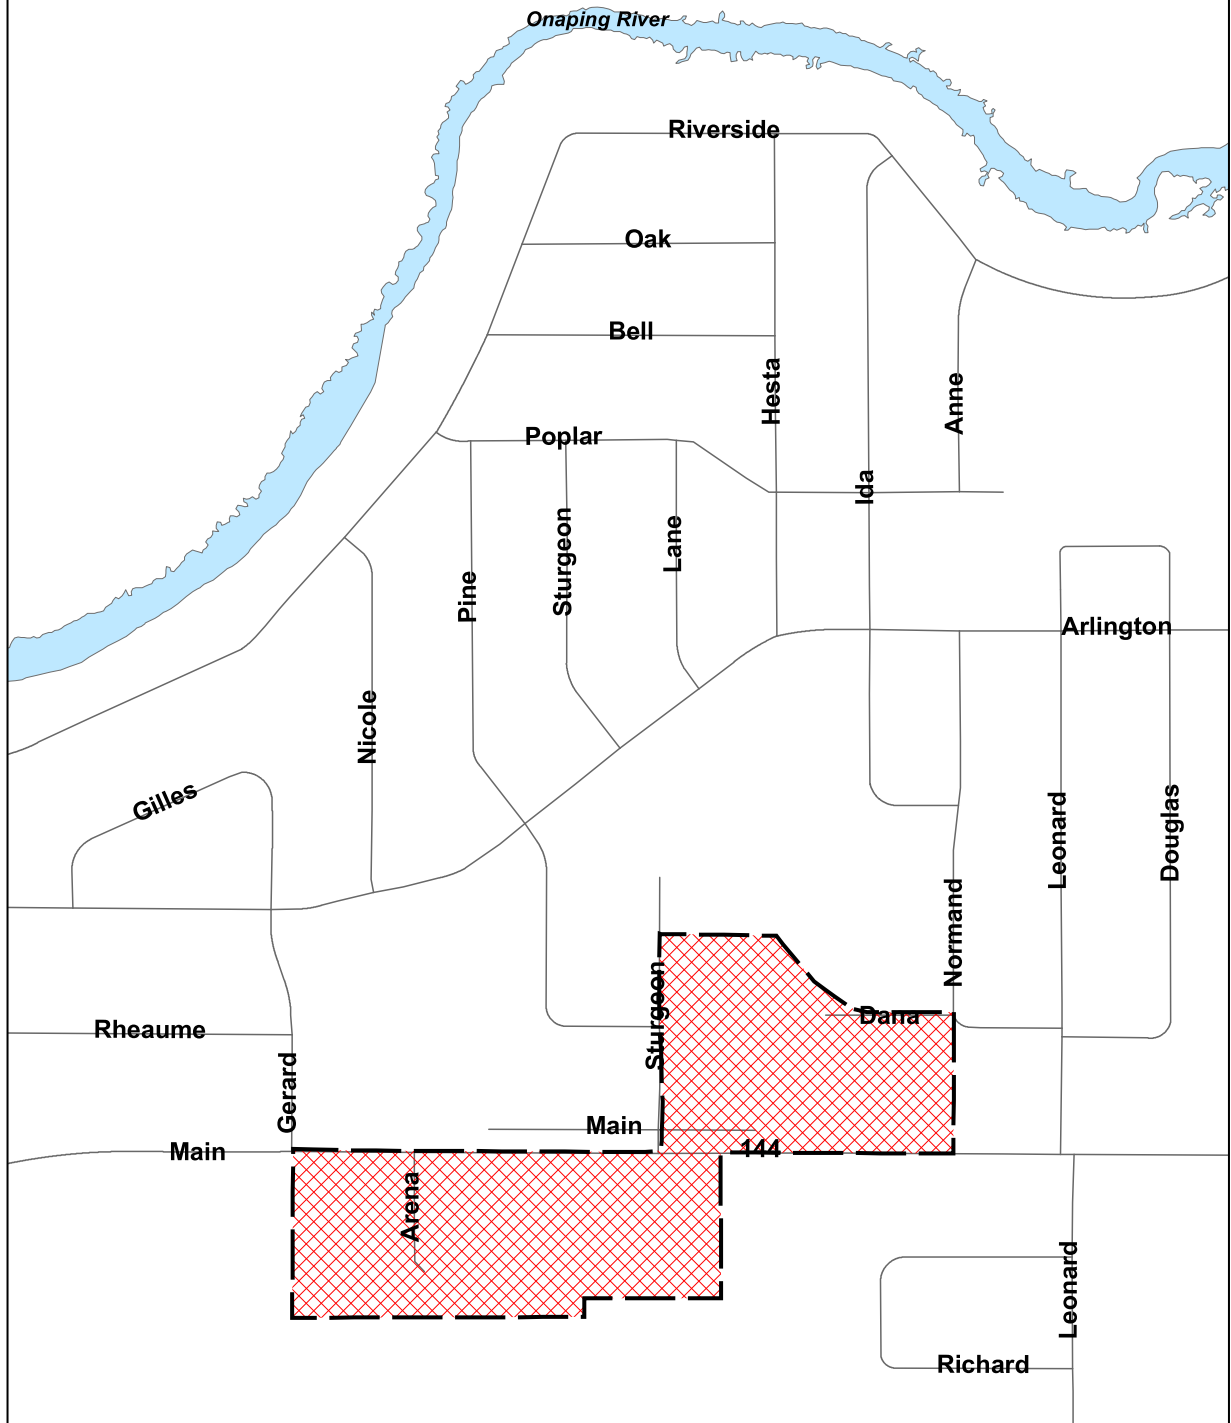 Onaping River
Riverside
Oak
Bell
Hesta
Anne
Poplar
Ida
Sturgeon
Lane
Pine
Arlington
Nicole
Gilles
Leonard
Douglas
Normand
Sturgeon
Dana
Rheaume
Gerard
Main
Main
144
Arena
Leonard
Richard